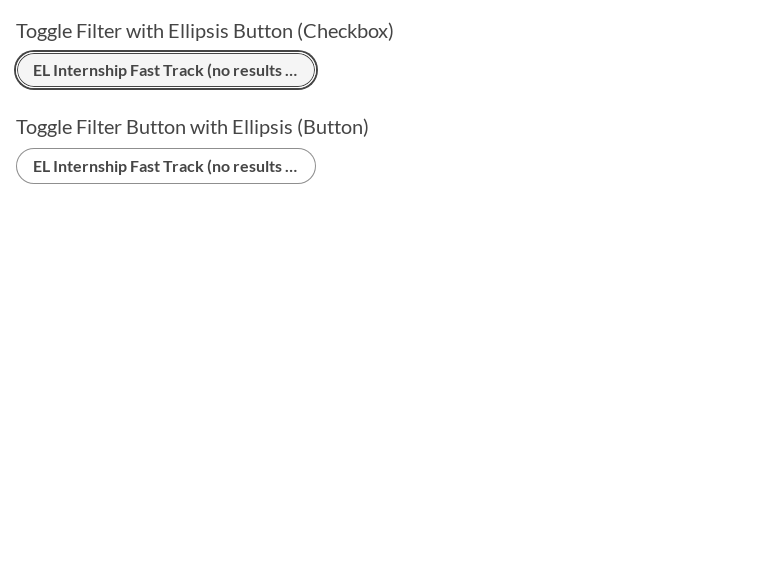 Toggle Filter with Ellipsis Button (Checkbox)
EL Internship Fast Track (no results ...
Toggle Filter Button with Ellipsis (Button)
EL Internship Fast Track (no results ...